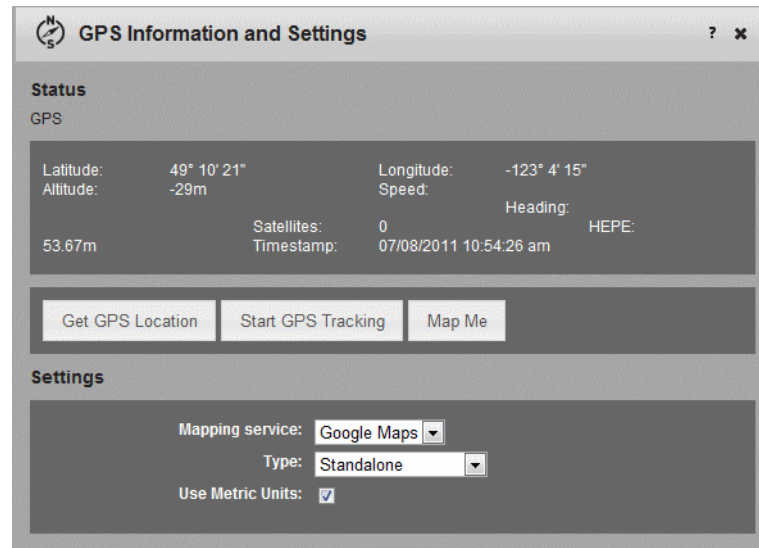 GPS Information and Settings ? ✖
Status
GPS
Latitude: 49° 10' 21" Longitude: -123° 4' 15"
Altitude: -29m Speed:
Heading:
Satellites: 0 HEPE:
53.67m Timestamp: 07/08/2011 10:54:26 am
Get GPS Location Start GPS Tracking Map Me
Settings
Mapping service: Google Maps
Type: Standalone
Use Metric Units: